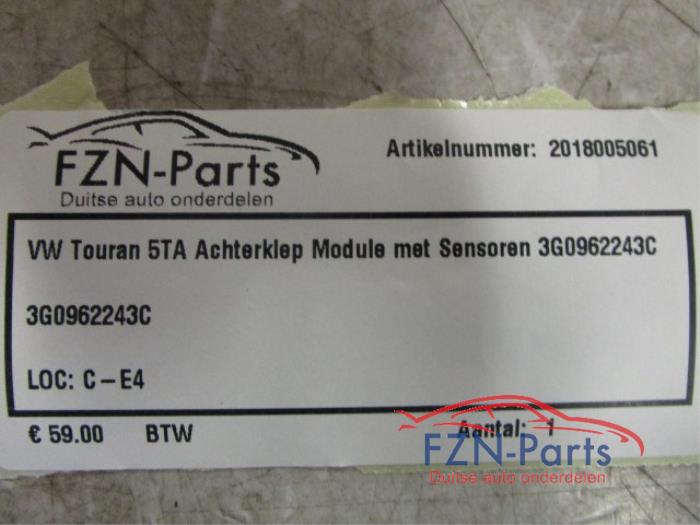 FZN-Parts
Duitse auto onderdelen
Artikelnummer: 2018005061
VW Touran 5TA Achterklep Module met Sensoren 3G0962243C
3G0962243C
LOC: C-E4
€ 59.00 BTW Aantal: 1
FZN-Parts
Duitse auto onderdelen